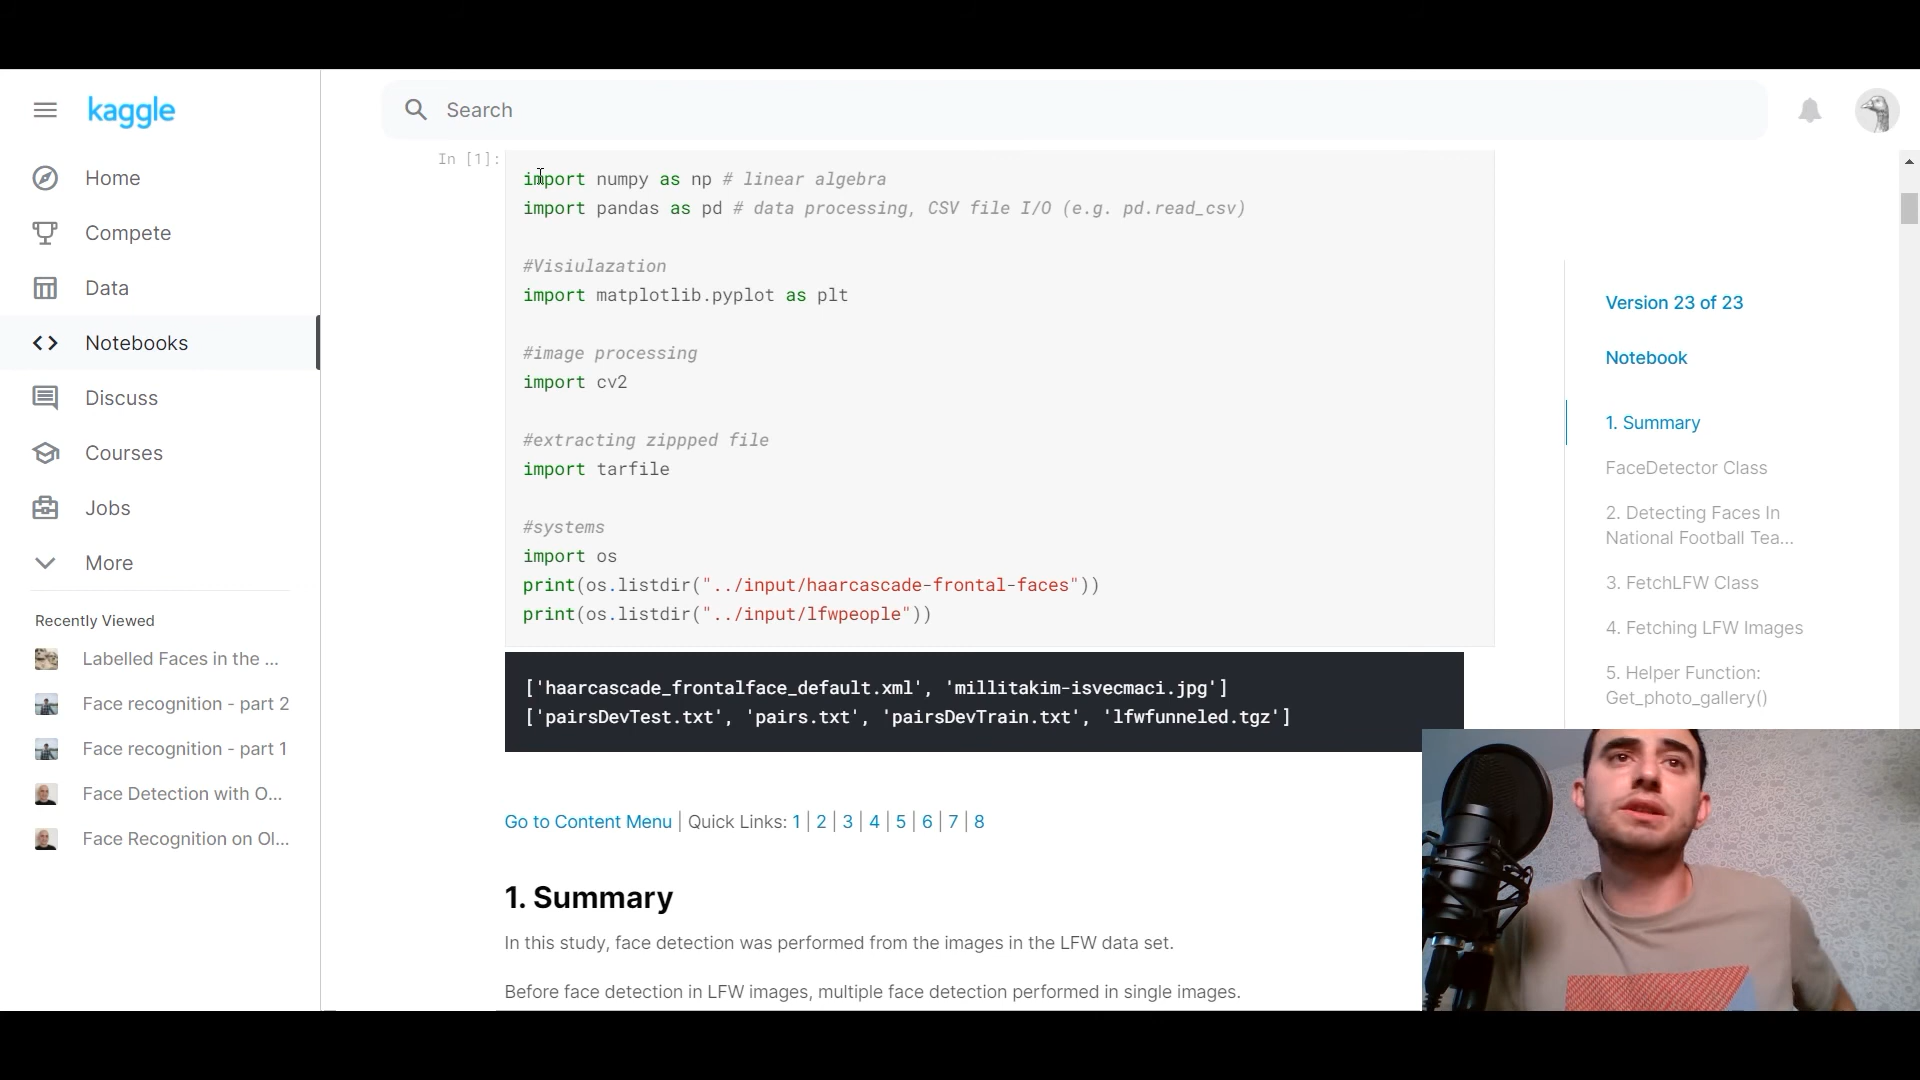 kaggle
Search
Home
Compete
Data
Notebooks
Discuss
Courses
Jobs
More
Recently Viewed
Labelled Faces in the ...
Face recognition - part 2
Face recognition - part 1
Face Detection with O...
Face Recognition on Ol...
In [1]:
import numpy as np # linear algebra
import pandas as pd # data processing, CSV file I/O (e.g. pd.read_csv)
#Visiulazation
import matplotlib.pyplot as plt
#image processing
import cv2
#extracting zippped file
import tarfile
#systems
import os
print(os.listdir("../input/haarcascade-frontal-faces"))
print(os.listdir("../input/lfwpeople"))
['haarcascade_frontalface_default.xml', 'millitakim-isvecmaci.jpg']
['pairsDevTest.txt', 'pairs.txt', 'pairsDevTrain.txt', 'lfwfunneled.tgz']
Go to Content Menu | Quick Links: 1 | 2 | 3 | 4 | 5 | 6 | 7 | 8
1. Summary
In this study, face detection was performed from the images in the LFW data set.
Before face detection in LFW images, multiple face detection performed in single images.
Version 23 of 23
Notebook
1. Summary
FaceDetector Class
2. Detecting Faces In
National Football Tea...
3. FetchLFW Class
4. Fetching LFW Images
5. Helper Function:
Get_photo_gallery()